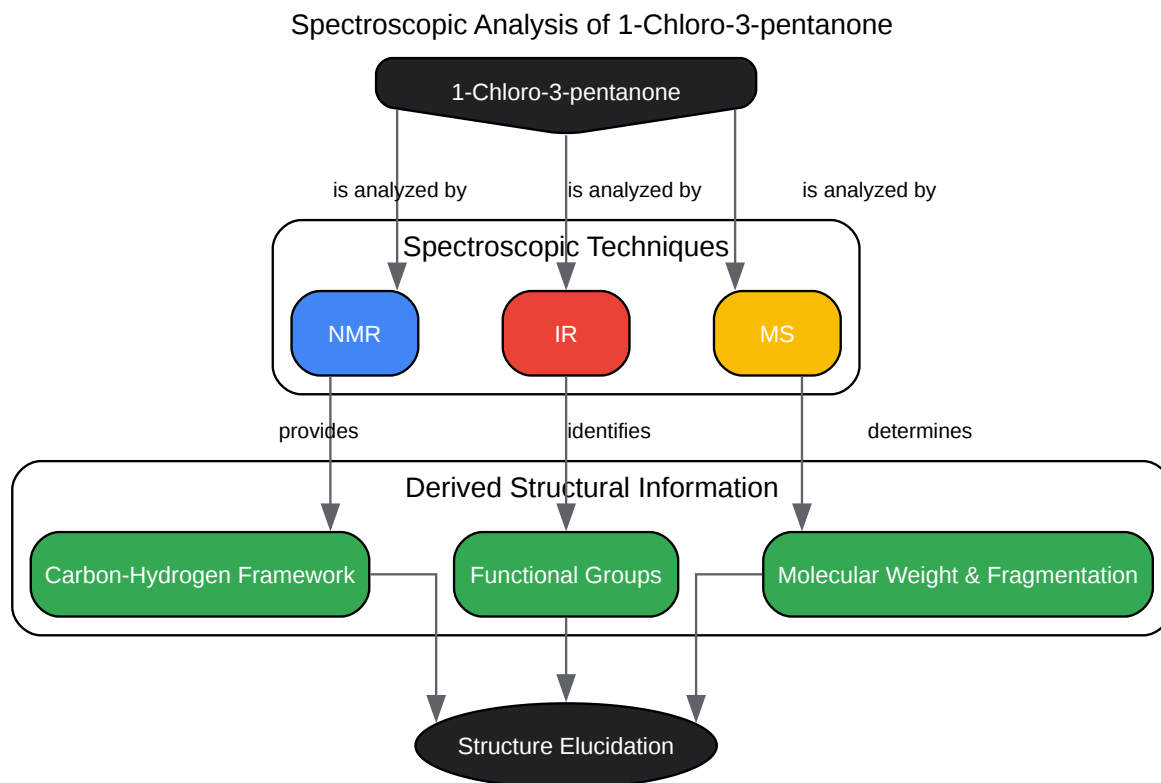 Spectroscopic Analysis of 1-Chloro-3-pentanone
1-Chloro-3-pentanone
is analyzed by
is analyzed by
is analyzed by
Spectroscopic Techniques
NMR
IR
MS
provides
identifies
determines
Derived Structural Information
Carbon-Hydrogen Framework
Functional Groups
Molecular Weight & Fragmentation
Structure Elucidation